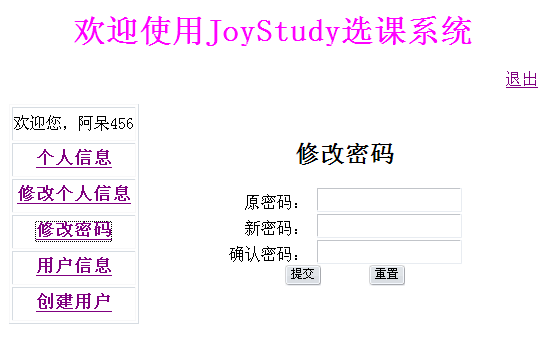 欢迎使用JoyStudy选课系统
退出
欢迎您，阿呆456
个人信息
修改个人信息
修改密码
用户信息
创建用户
修改密码
原密码：
新密码：
确认密码：
提交 重置